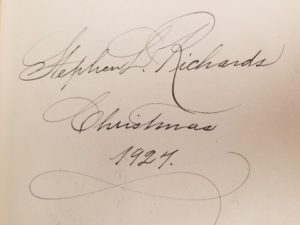 Stephen L. Richards
Christmas
1927.